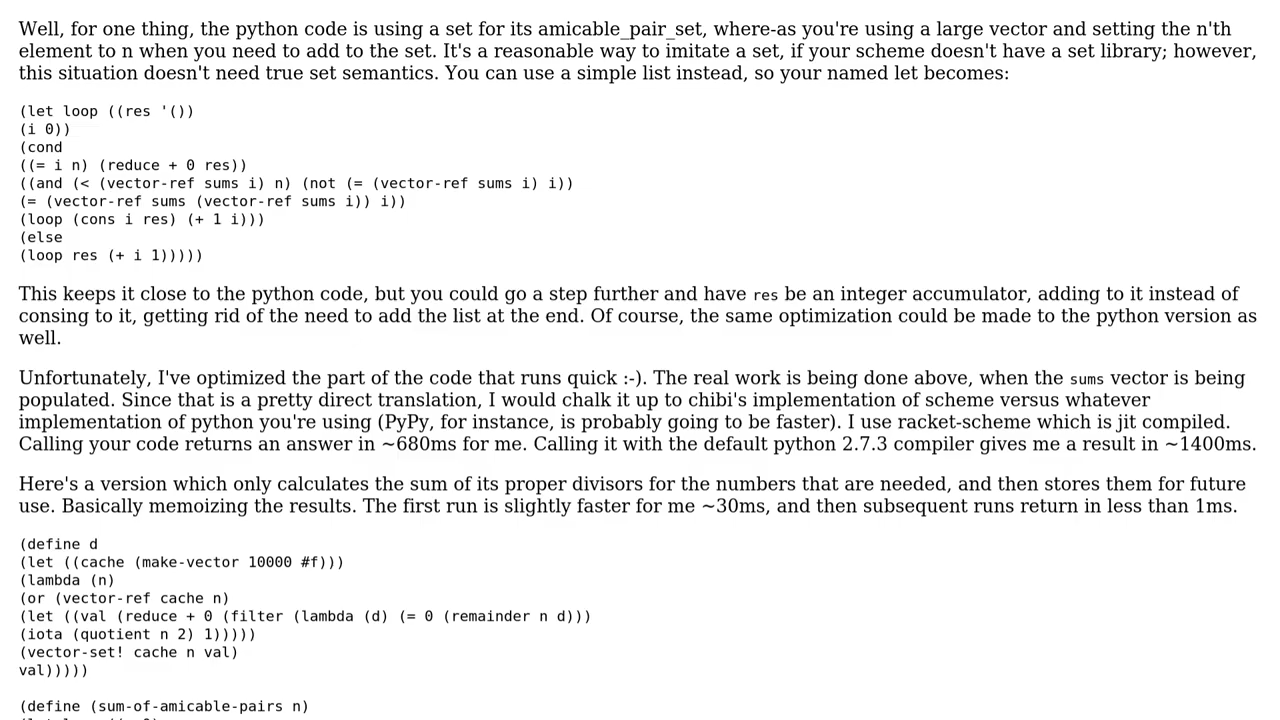 Well, for one thing, the python code is using a set for its amicable_pair_set, where-as you're using a large vector and setting the n'th
element to n when you need to add to the set. It's a reasonable way to imitate a set, if your scheme doesn't have a set library; however,
this situation doesn't need true set semantics. You can use a simple list instead, so your named let becomes:
(let loop ((res '())
(i 0))
(cond
((= i n) (reduce + 0 res))
((and (< (vector-ref sums i) n) (not (= (vector-ref sums i) i))
(= (vector-ref sums (vector-ref sums i)) i))
(loop (cons i res) (+ 1 i)))
(else
(loop res (+ i 1)))))
This keeps it close to the python code, but you could go a step further and have res be an integer accumulator, adding to it instead of
consing to it, getting rid of the need to add the list at the end. Of course, the same optimization could be made to the python version as
well.
Unfortunately, I've optimized the part of the code that runs quick :-). The real work is being done above, when the sums vector is being
populated. Since that is a pretty direct translation, I would chalk it up to chibi's implementation of scheme versus whatever
implementation of python you're using (PyPy, for instance, is probably going to be faster). I use racket-scheme which is jit compiled.
Calling your code returns an answer in ~680ms for me. Calling it with the default python 2.7.3 compiler gives me a result in ~1400ms.
Here's a version which only calculates the sum of its proper divisors for the numbers that are needed, and then stores them for future
use. Basically memoizing the results. The first run is slightly faster for me ~30ms, and then subsequent runs return in less than 1ms.
(define d
(let ((cache (make-vector 10000 #f)))
(lambda (n)
(or (vector-ref cache n)
(let ((val (reduce + 0 (filter (lambda (d) (= 0 (remainder n d)))
(iota (quotient n 2) 1)))))
(vector-set! cache n val)
val)))))
(define (sum-of-amicable-pairs n)